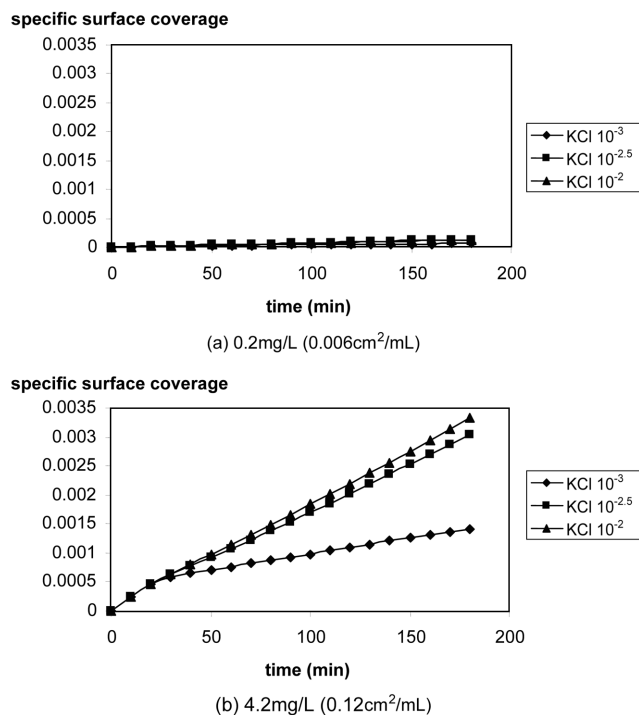 specific surface coverage
0.0035
0.003
0.0025
0.002
0.0015
0.001
0.0005
0
0 50 100 150 200
time (min)
KCl 10⁻³
KCl 10⁻²·⁵
KCl 10⁻²
(a) 0.2mg/L (0.006cm²/mL)
specific surface coverage
0.0035
0.003
0.0025
0.002
0.0015
0.001
0.0005
0
0 50 100 150 200
time (min)
KCl 10⁻³
KCl 10⁻²·⁵
KCl 10⁻²
(b) 4.2mg/L (0.12cm²/mL)